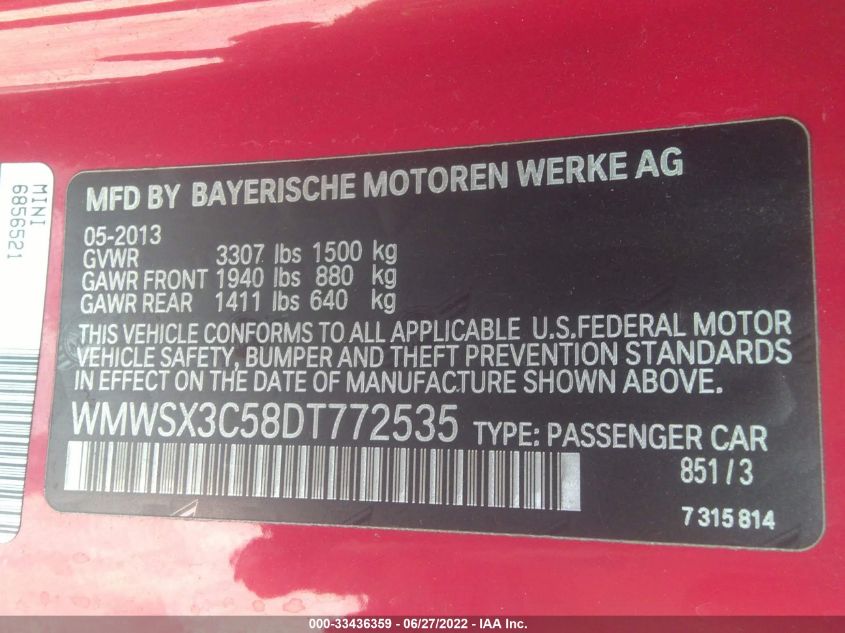 MINI
6856521
MFD BY BAYERISCHE MOTOREN WERKE AG
05-2013
GVWR 3307 lbs 1500 kg
GAWR FRONT 1940 lbs 880 kg
GAWR REAR 1411 lbs 640 kg
THIS VEHICLE CONFORMS TO ALL APPLICABLE U.S.FEDERAL MOTOR
VEHICLE SAFETY, BUMPER AND THEFT PREVENTION STANDARDS
IN EFFECT ON THE DATE OF MANUFACTURE SHOWN ABOVE.
WMWSX3C58DT772535 TYPE: PASSENGER CAR
851/3
7 315 814
000-33436359 - 06/27/2022 - IAA Inc.